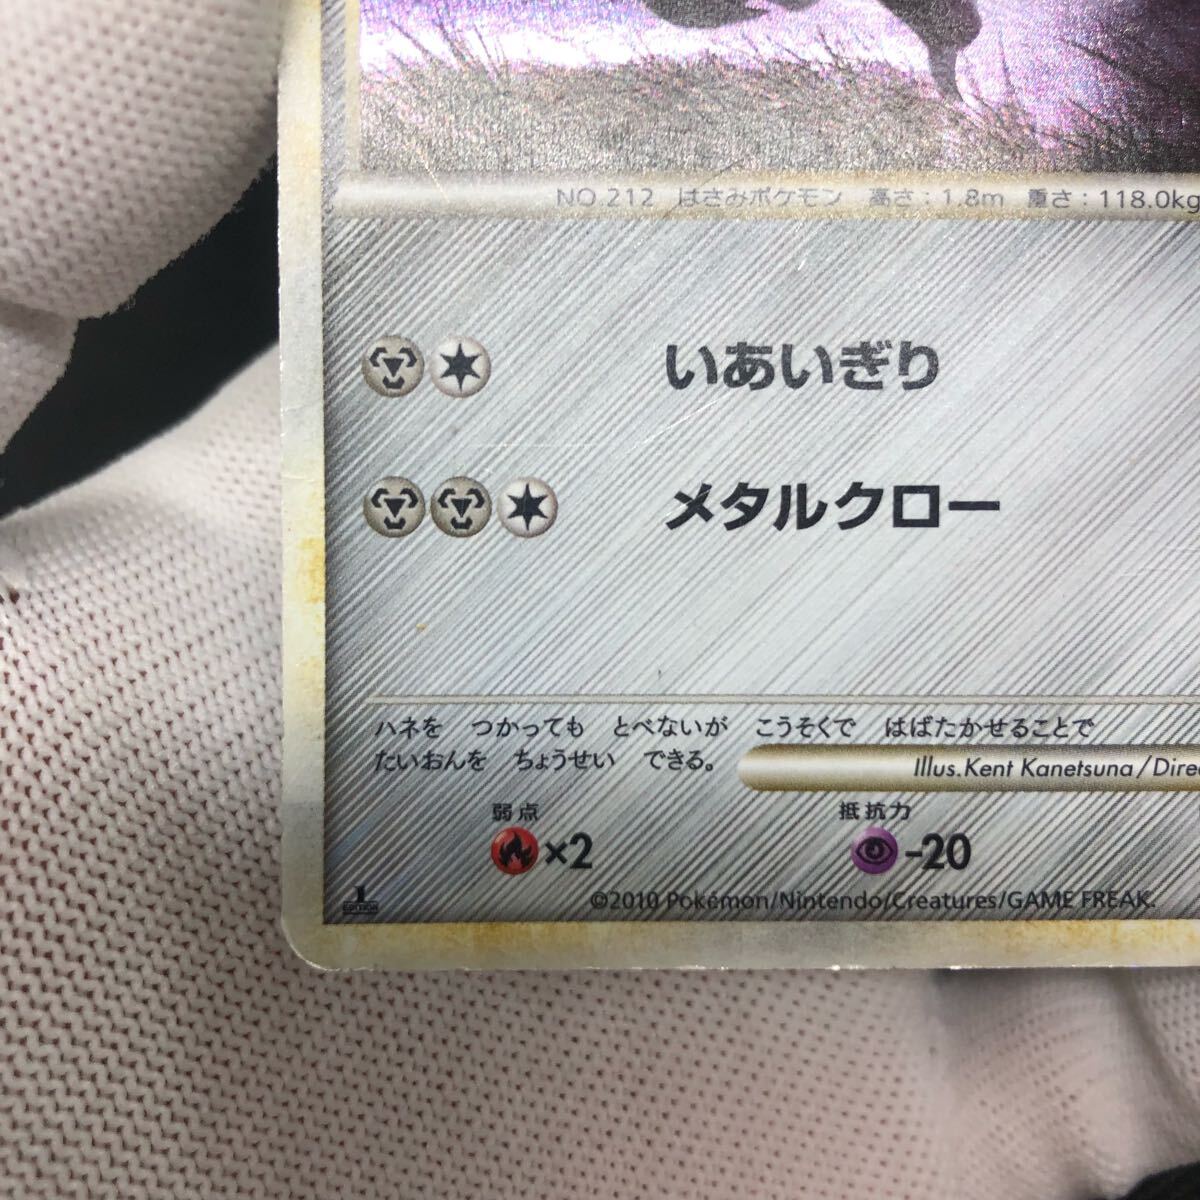 NO.212 はさみポケモン 高さ:1.8m 重さ:118.0kg
いあいぎり
メタルクロー
ハネを つかっても とべないが こうそくで はばたかせることで
たいおんを ちょうせい できる。
Illus.Kent Kanetsuna/Direc
弱点 抵抗力
×2 -20
1
EDITION
©2010 Pokémon/Nintendo/Creatures/GAME FREAK.